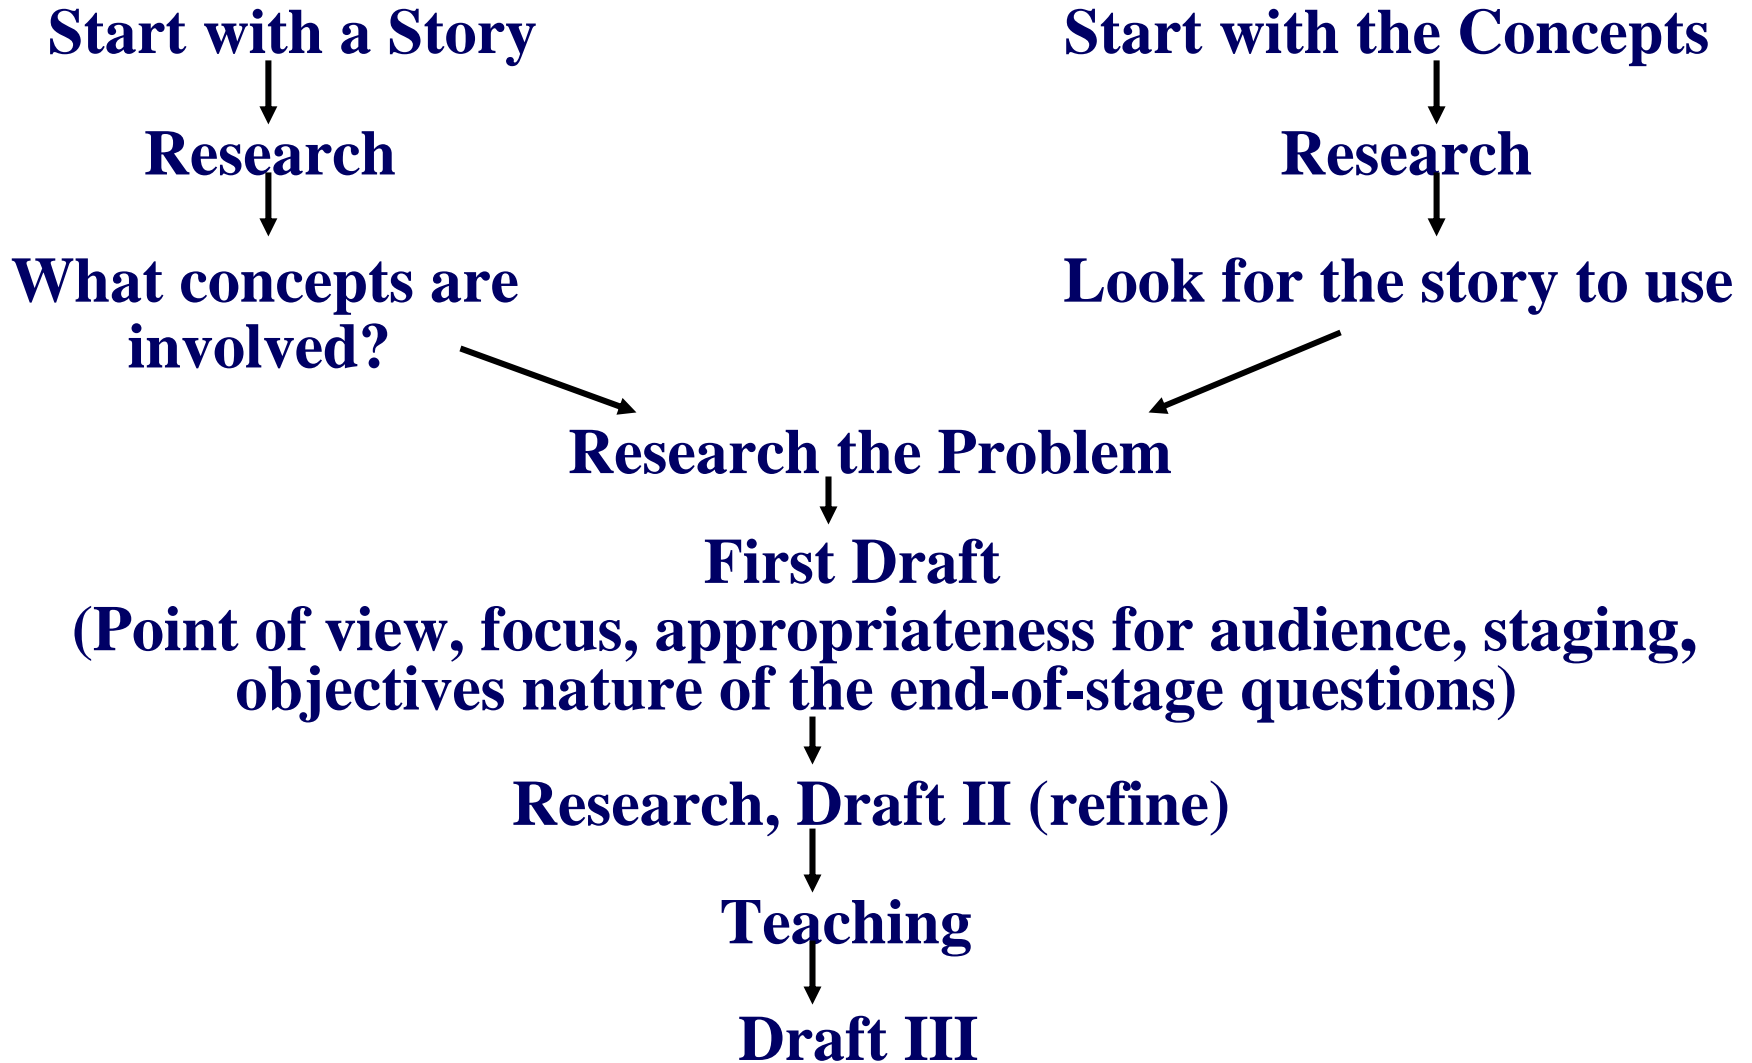 Start with a Story
Start with the Concepts
Research
Research
What concepts are
involved?
Look for the story to use
Research the Problem
First Draft
(Point of view, focus, appropriateness for audience, staging,
objectives nature of the end-of-stage questions)
Research, Draft II (refine)
Teaching
Draft III